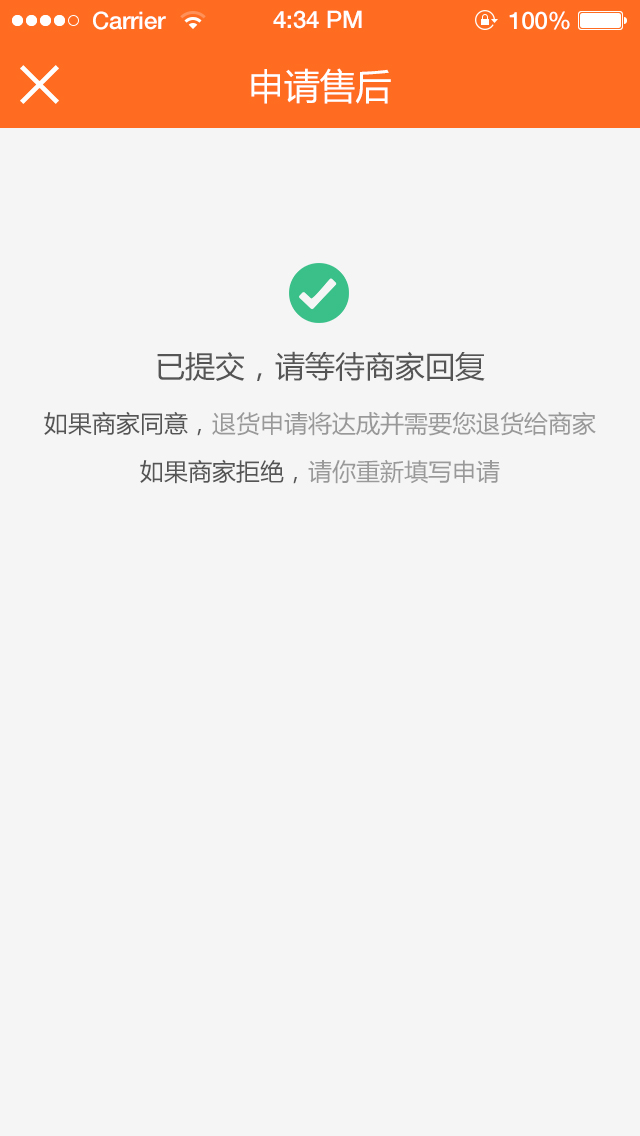 Carrier 4:34 PM 100%
申请售后
已提交，请等待商家回复
如果商家同意，退货申请将达成并需要您退货给商家
如果商家拒绝，请你重新填写申请